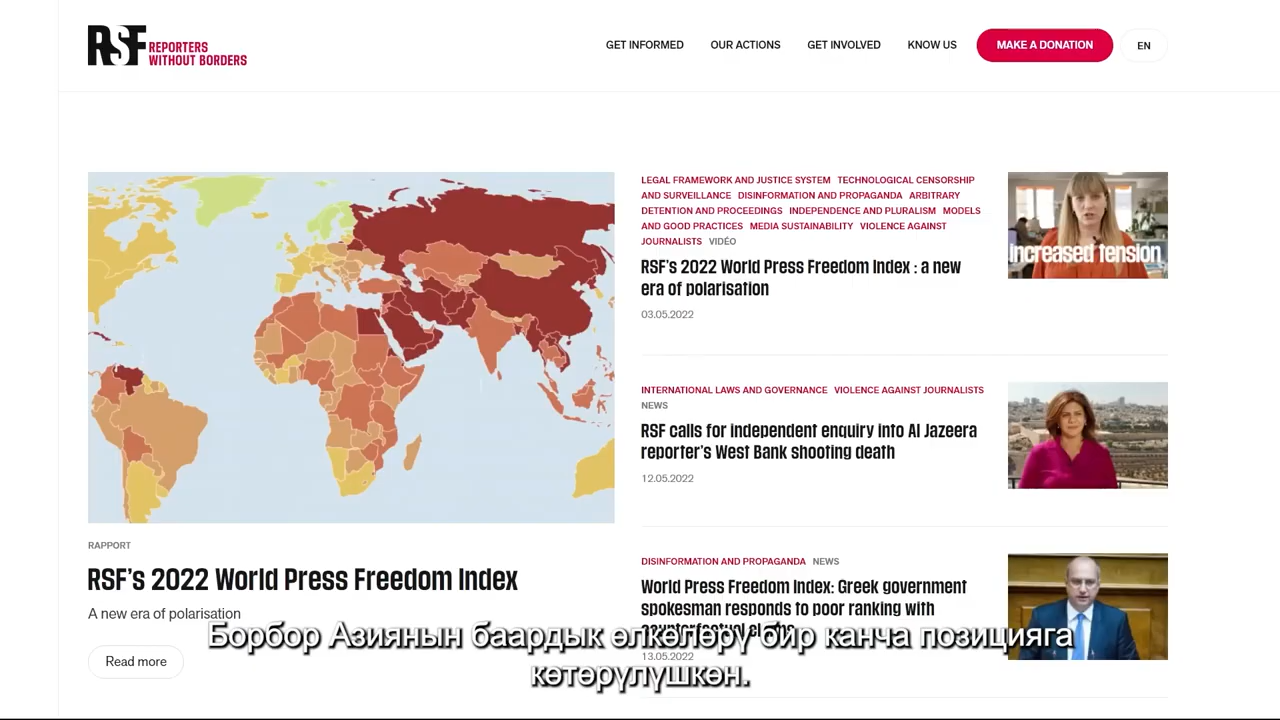 RSF REPORTERS
WITHOUT BORDERS
GET INFORMED
OUR ACTIONS
GET INVOLVED
KNOW US
MAKE A DONATION
EN
RAPPORT
RSF's 2022 World Press Freedom Index
A new era of polarisation
Read more
LEGAL FRAMEWORK AND JUSTICE SYSTEM TECHNOLOGICAL CENSORSHIP
AND SURVEILLANCE DISINFORMATION AND PROPAGANDA ARBITRARY
DETENTION AND PROCEEDINGS INDEPENDENCE AND PLURALISM MODELS
AND GOOD PRACTICES MEDIA SUSTAINABILITY VIOLENCE AGAINST
JOURNALISTS VIDÉO
RSF's 2022 World Press Freedom Index : a new
era of polarisation
03.05.2022
increased tension
INTERNATIONAL LAWS AND GOVERNANCE VIOLENCE AGAINST JOURNALISTS
NEWS
RSF calls for independent enquiry into Al Jazeera
reporter's West Bank shooting death
12.05.2022
DISINFORMATION AND PROPAGANDA NEWS
World Press Freedom Index: Greek government
spokesman responds to poor ranking with
13.05.2022
Борбор Азиянын баардык өлкөлөрү бир канча позицияга
көтөрүлүшкөн.